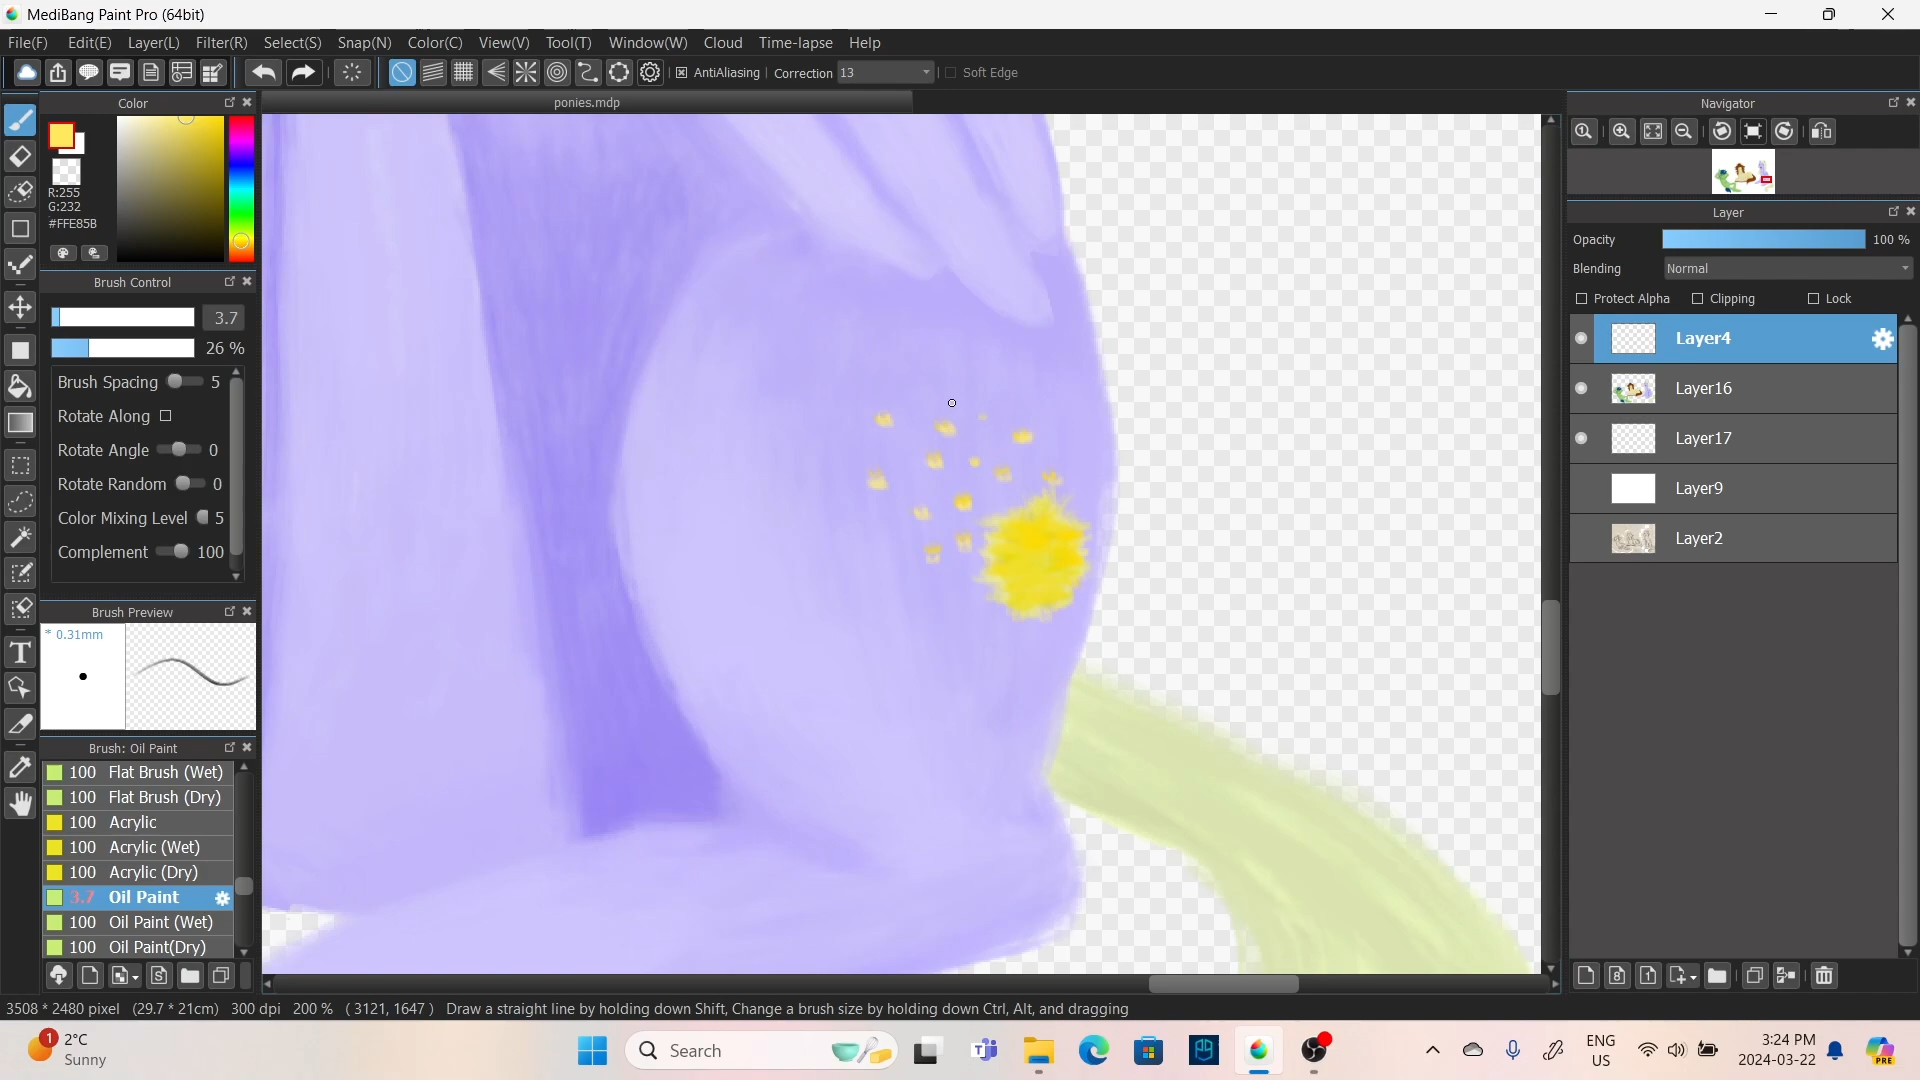 MediBang Paint Pro (64bit)
File(F) Edit(E) Layer(L) Filter(R) Select(S) Snap(N) Color(C) View(V) Tool(T) Window(W) Cloud Time-lapse Help
AntiAliasing Correction 13 Soft Edge
Color
ponies.mdp
Navigator
R:255
G:232
#FFE85B
Brush Control
3.7
26 %
Brush Spacing 5
Rotate Along
Rotate Angle 0
Rotate Random 0
Color Mixing Level 5
Complement 100
Brush Preview
* 0.31mm
Brush: Oil Paint
100 Flat Brush (Wet)
100 Flat Brush (Dry)
100 Acrylic
100 Acrylic (Wet)
100 Acrylic (Dry)
3.7 Oil Paint
100 Oil Paint (Wet)
100 Oil Paint(Dry)
Layer
Opacity 100 %
Blending Normal
Protect Alpha Clipping Lock
Layer4
Layer16
Layer17
Layer9
Layer2
3508 * 2480 pixel (29.7 * 21cm) 300 dpi 200 % ( 3121, 1647 ) Draw a straight line by holding down Shift, Change a brush size by holding down Ctrl, Alt, and dragging
1
2°C
Sunny
Search
ENG
US
3:24 PM
2024-03-22
PRE